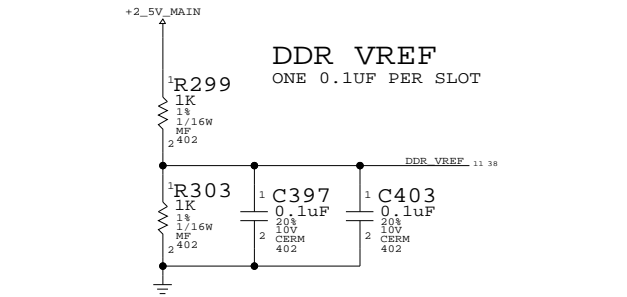 +2_5V_MAIN
DDR VREF
ONE 0.1UF PER SLOT
1
R299
1K
1%
1/16W
MF
402
2
DDR_VREF 11 38
1
R303
1K
1%
1/16W
MF
402
2
1
C397
0.1uF
20%
10V
CERM
402
2
1
C403
0.1uF
20%
10V
CERM
402
2